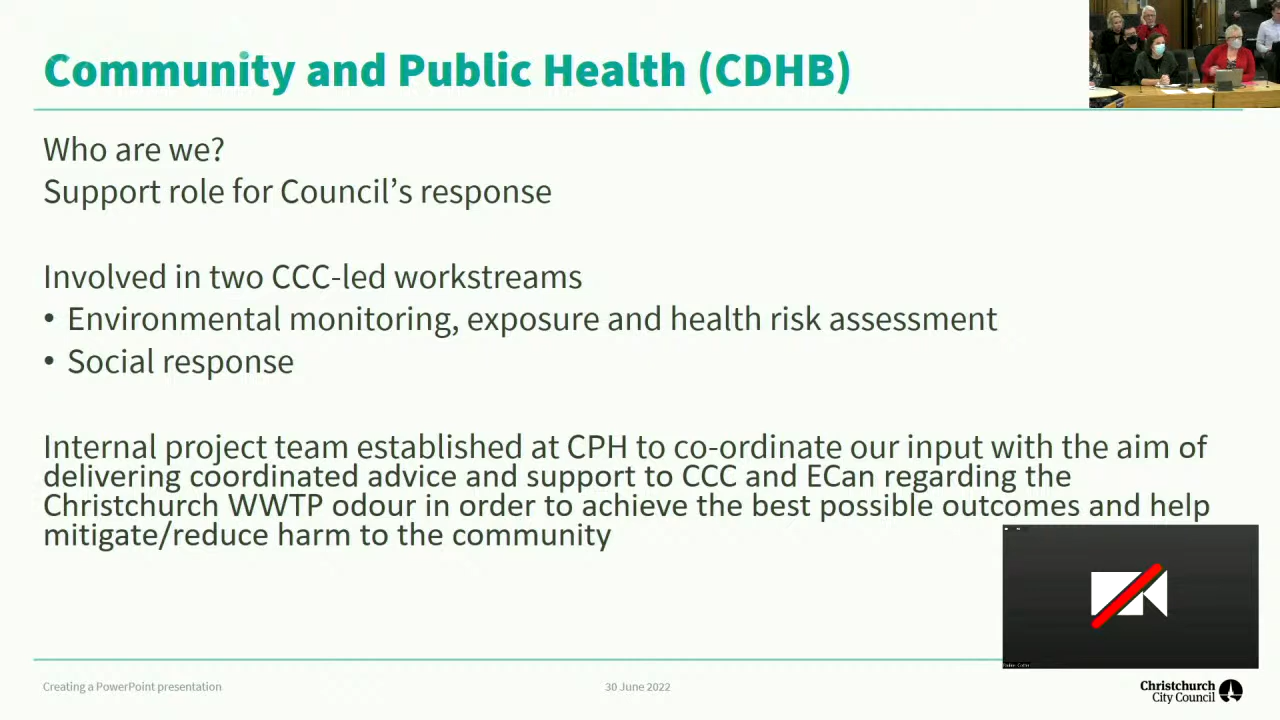 Community and Public Health (CDHB)
Who are we?
Support role for Council’s response
Involved in two CCC-led workstreams
• Environmental monitoring, exposure and health risk assessment
• Social response
Internal project team established at CPH to co-ordinate our input with the aim of
delivering coordinated advice and support to CCC and ECan regarding the
Christchurch WWTP odour in order to achieve the best possible outcomes and help
mitigate/reduce harm to the community
Creating a PowerPoint presentation
30 June 2022
Christchurch
City Council